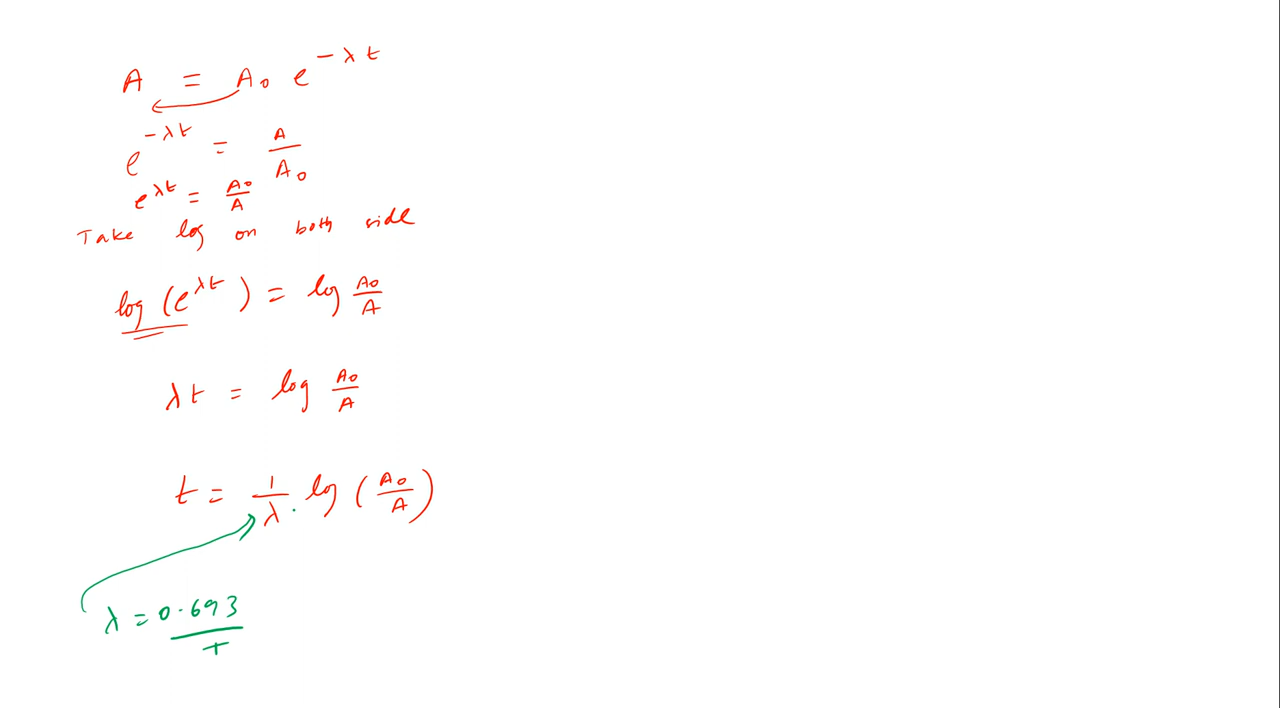 A = A₀ e^{-λt}
e^{-λt} = A/A₀
e^{λt} = A₀/A
Take log on both side
log (e^{λt}) = log A₀/A
λt = log A₀/A
t = 1/λ . log (A₀/A)
λ = 0.693/T